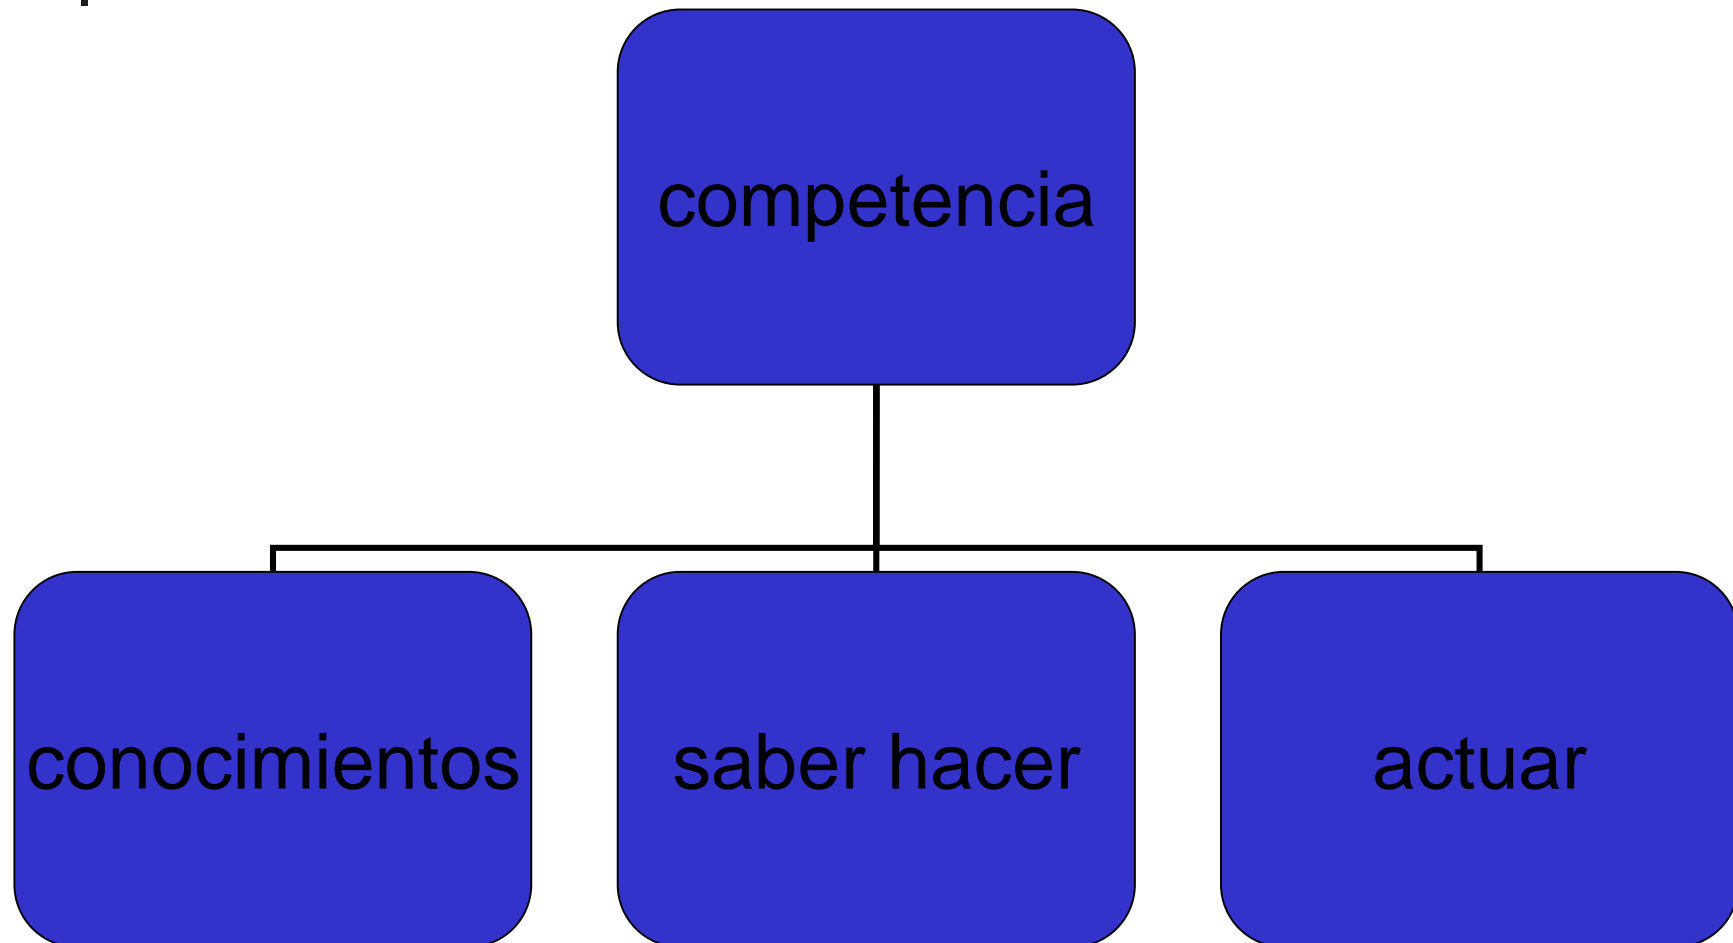 competencia
conocimientos
saber hacer
actuar